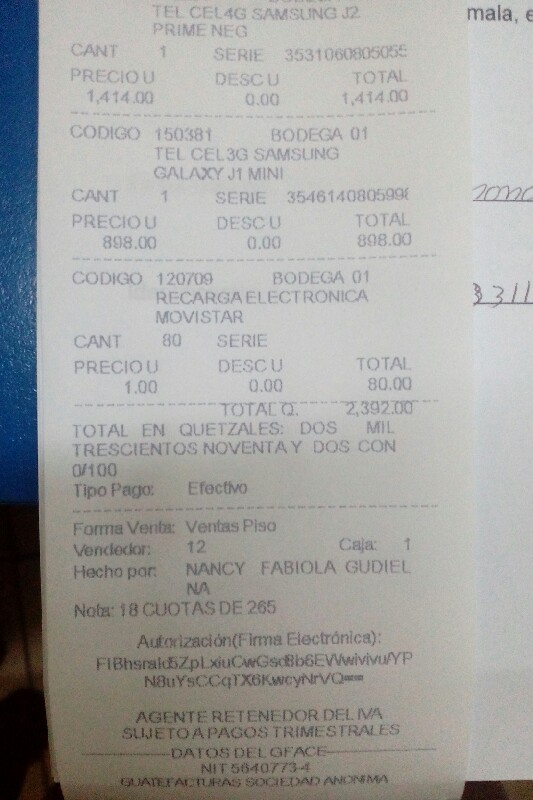 TEL CEL4G SAMSUNG J2
PRIME NEG
CANT 1 SERIE 3531060805055
PRECIO U DESC U TOTAL
1,414.00 0.00 1,414.00
CODIGO 150381 BODEGA 01
TEL CEL3G SAMSUNG
GALAXY J1 MINI
CANT 1 SERIE 354614080599
PRECIO U DESC U TOTAL
898.00 0.00 898.00
CODIGO 120709 BODEGA 01
RECARGA ELECTRONICA
MOVISTAR
CANT 80 SERIE
PRECIO U DESC U TOTAL
1.00 0.00 80.00
TOTAL Q. 2,392.00
TOTAL EN QUETZALES: DOS MIL
TRESCIENTOS NOVENTA Y DOS CON
0/100
Tipo Pago: Efectivo
Forma Venta: Ventas Piso
Vendedor: 12 Caja: 1
Hecho por: NANCY FABIOLA GUDIEL
NA
Nota: 18 CUOTAS DE 265
Autorización(Firma Electrónica):
N8uYsCCqTX6KwcyNrVQ==
AGENTE RETENEDOR DEL IVA
SUJETO A PAGOS TRIMESTRALES
DATOS DEL GFACE
NIT 5640773-4
GUATEFACTURAS SOCIEDAD ANONIMA
mala, e
3311